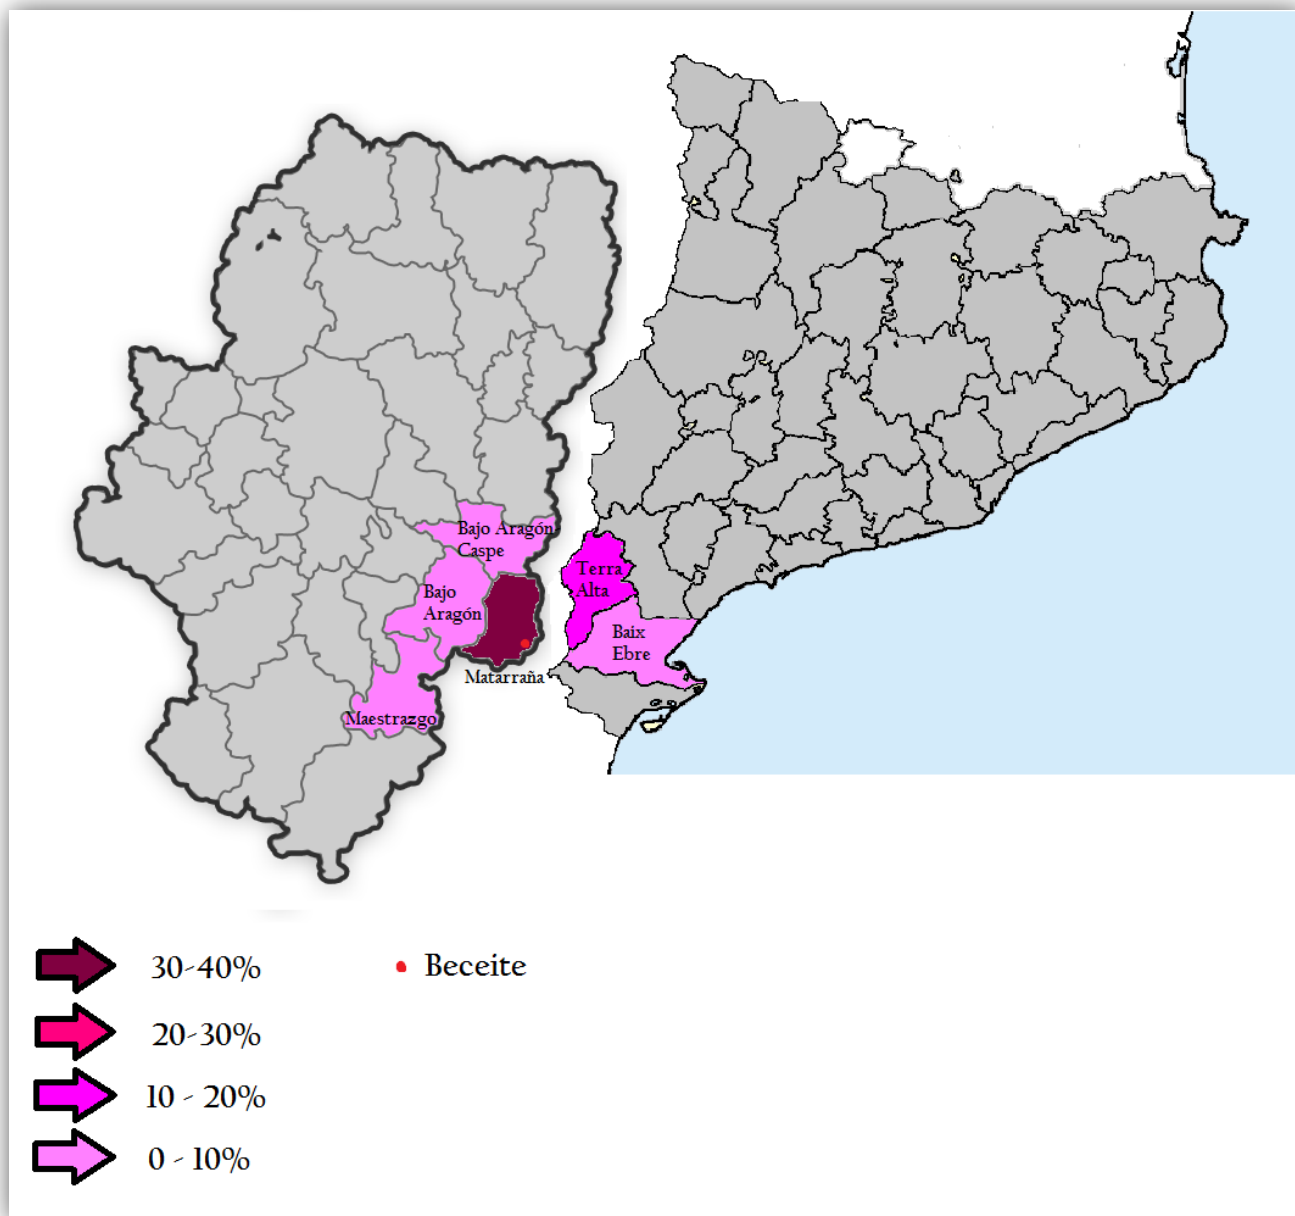 Bajo Aragón
Caspe
Bajo
Aragón
Terra
Alta
Baix
Ebre
Matarraña
Maestrazgo
30-40%
Beceite
20-30%
10 - 20%
0 - 10%